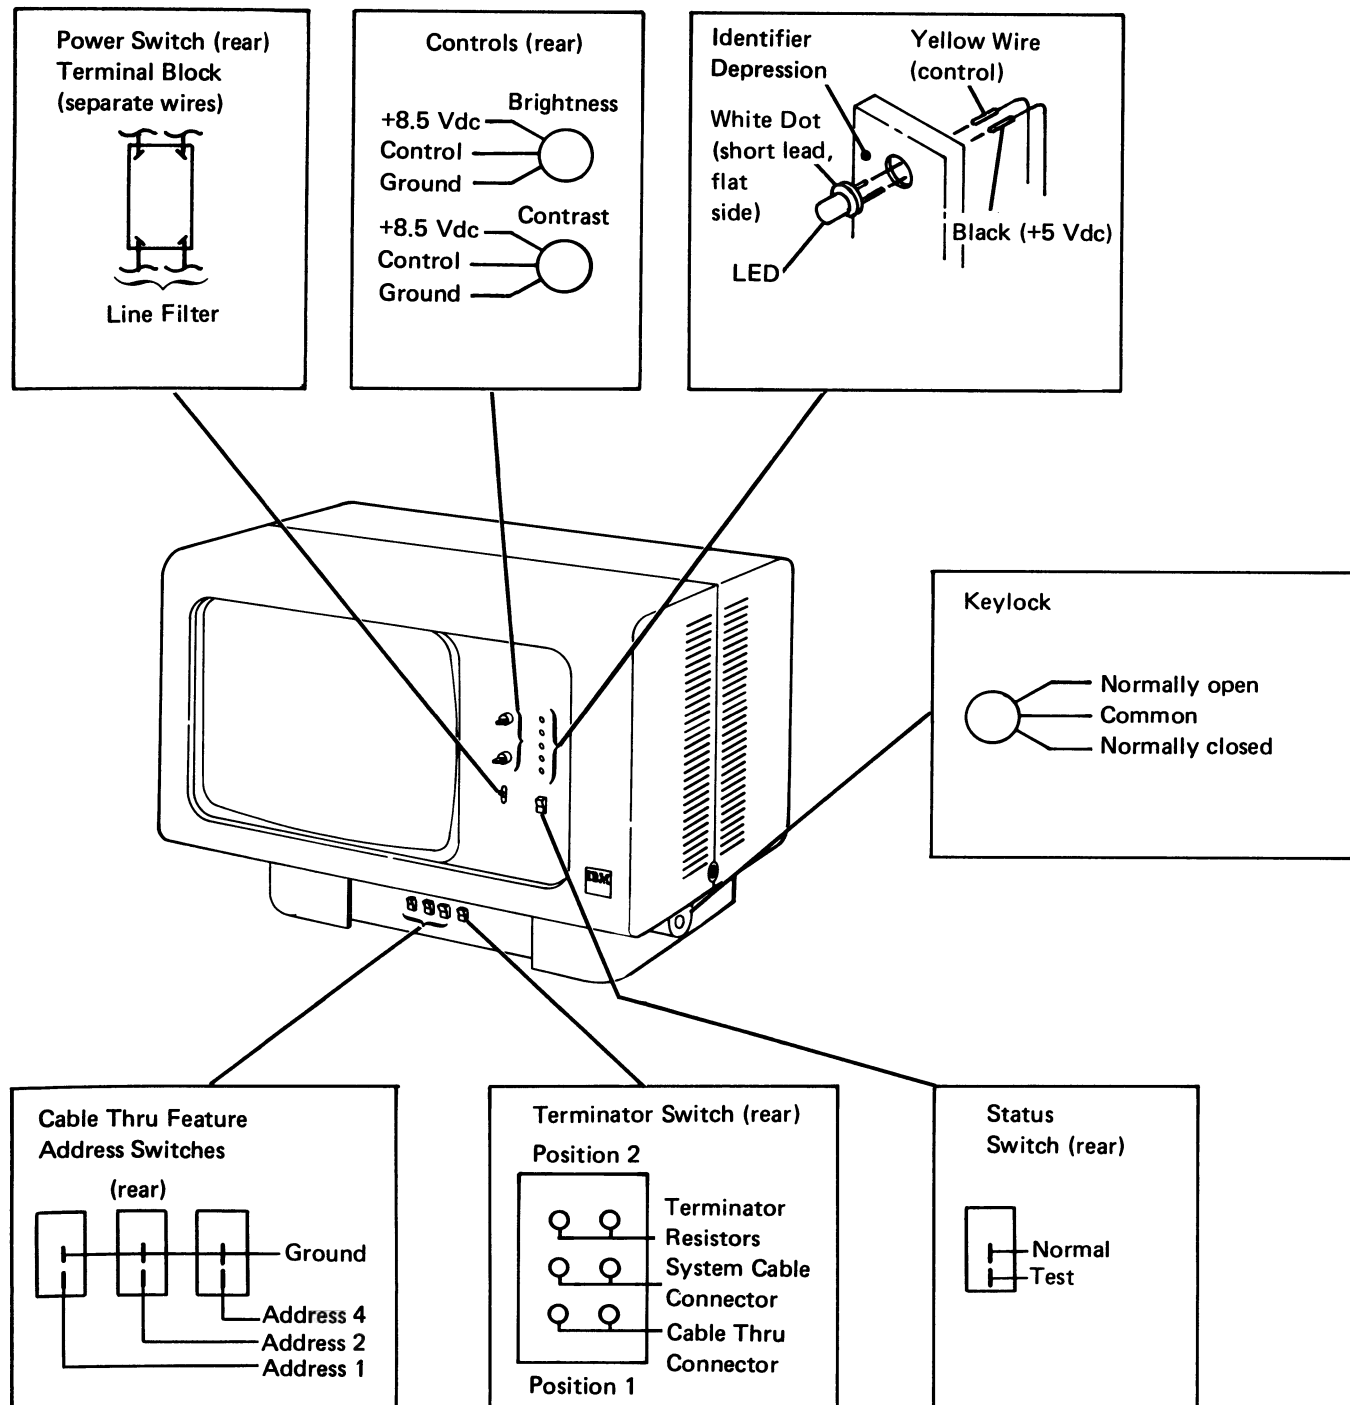 Power Switch (rear)
Terminal Block
(separate wires)
Line Filter
Controls (rear)
Brightness
+8.5 Vdc
Control
Ground
Contrast
+8.5 Vdc
Control
Ground
Identifier
Depression
Yellow Wire
(control)
White Dot
(short lead,
flat
side)
Black (+5 Vdc)
LED
Keylock
Normally open
Common
Normally closed
IBM
Cable Thru Feature
Address Switches
(rear)
Ground
Address 4
Address 2
Address 1
Terminator Switch (rear)
Position 2
Terminator
Resistors
System Cable
Connector
Cable Thru
Connector
Position 1
Status
Switch (rear)
Normal
Test